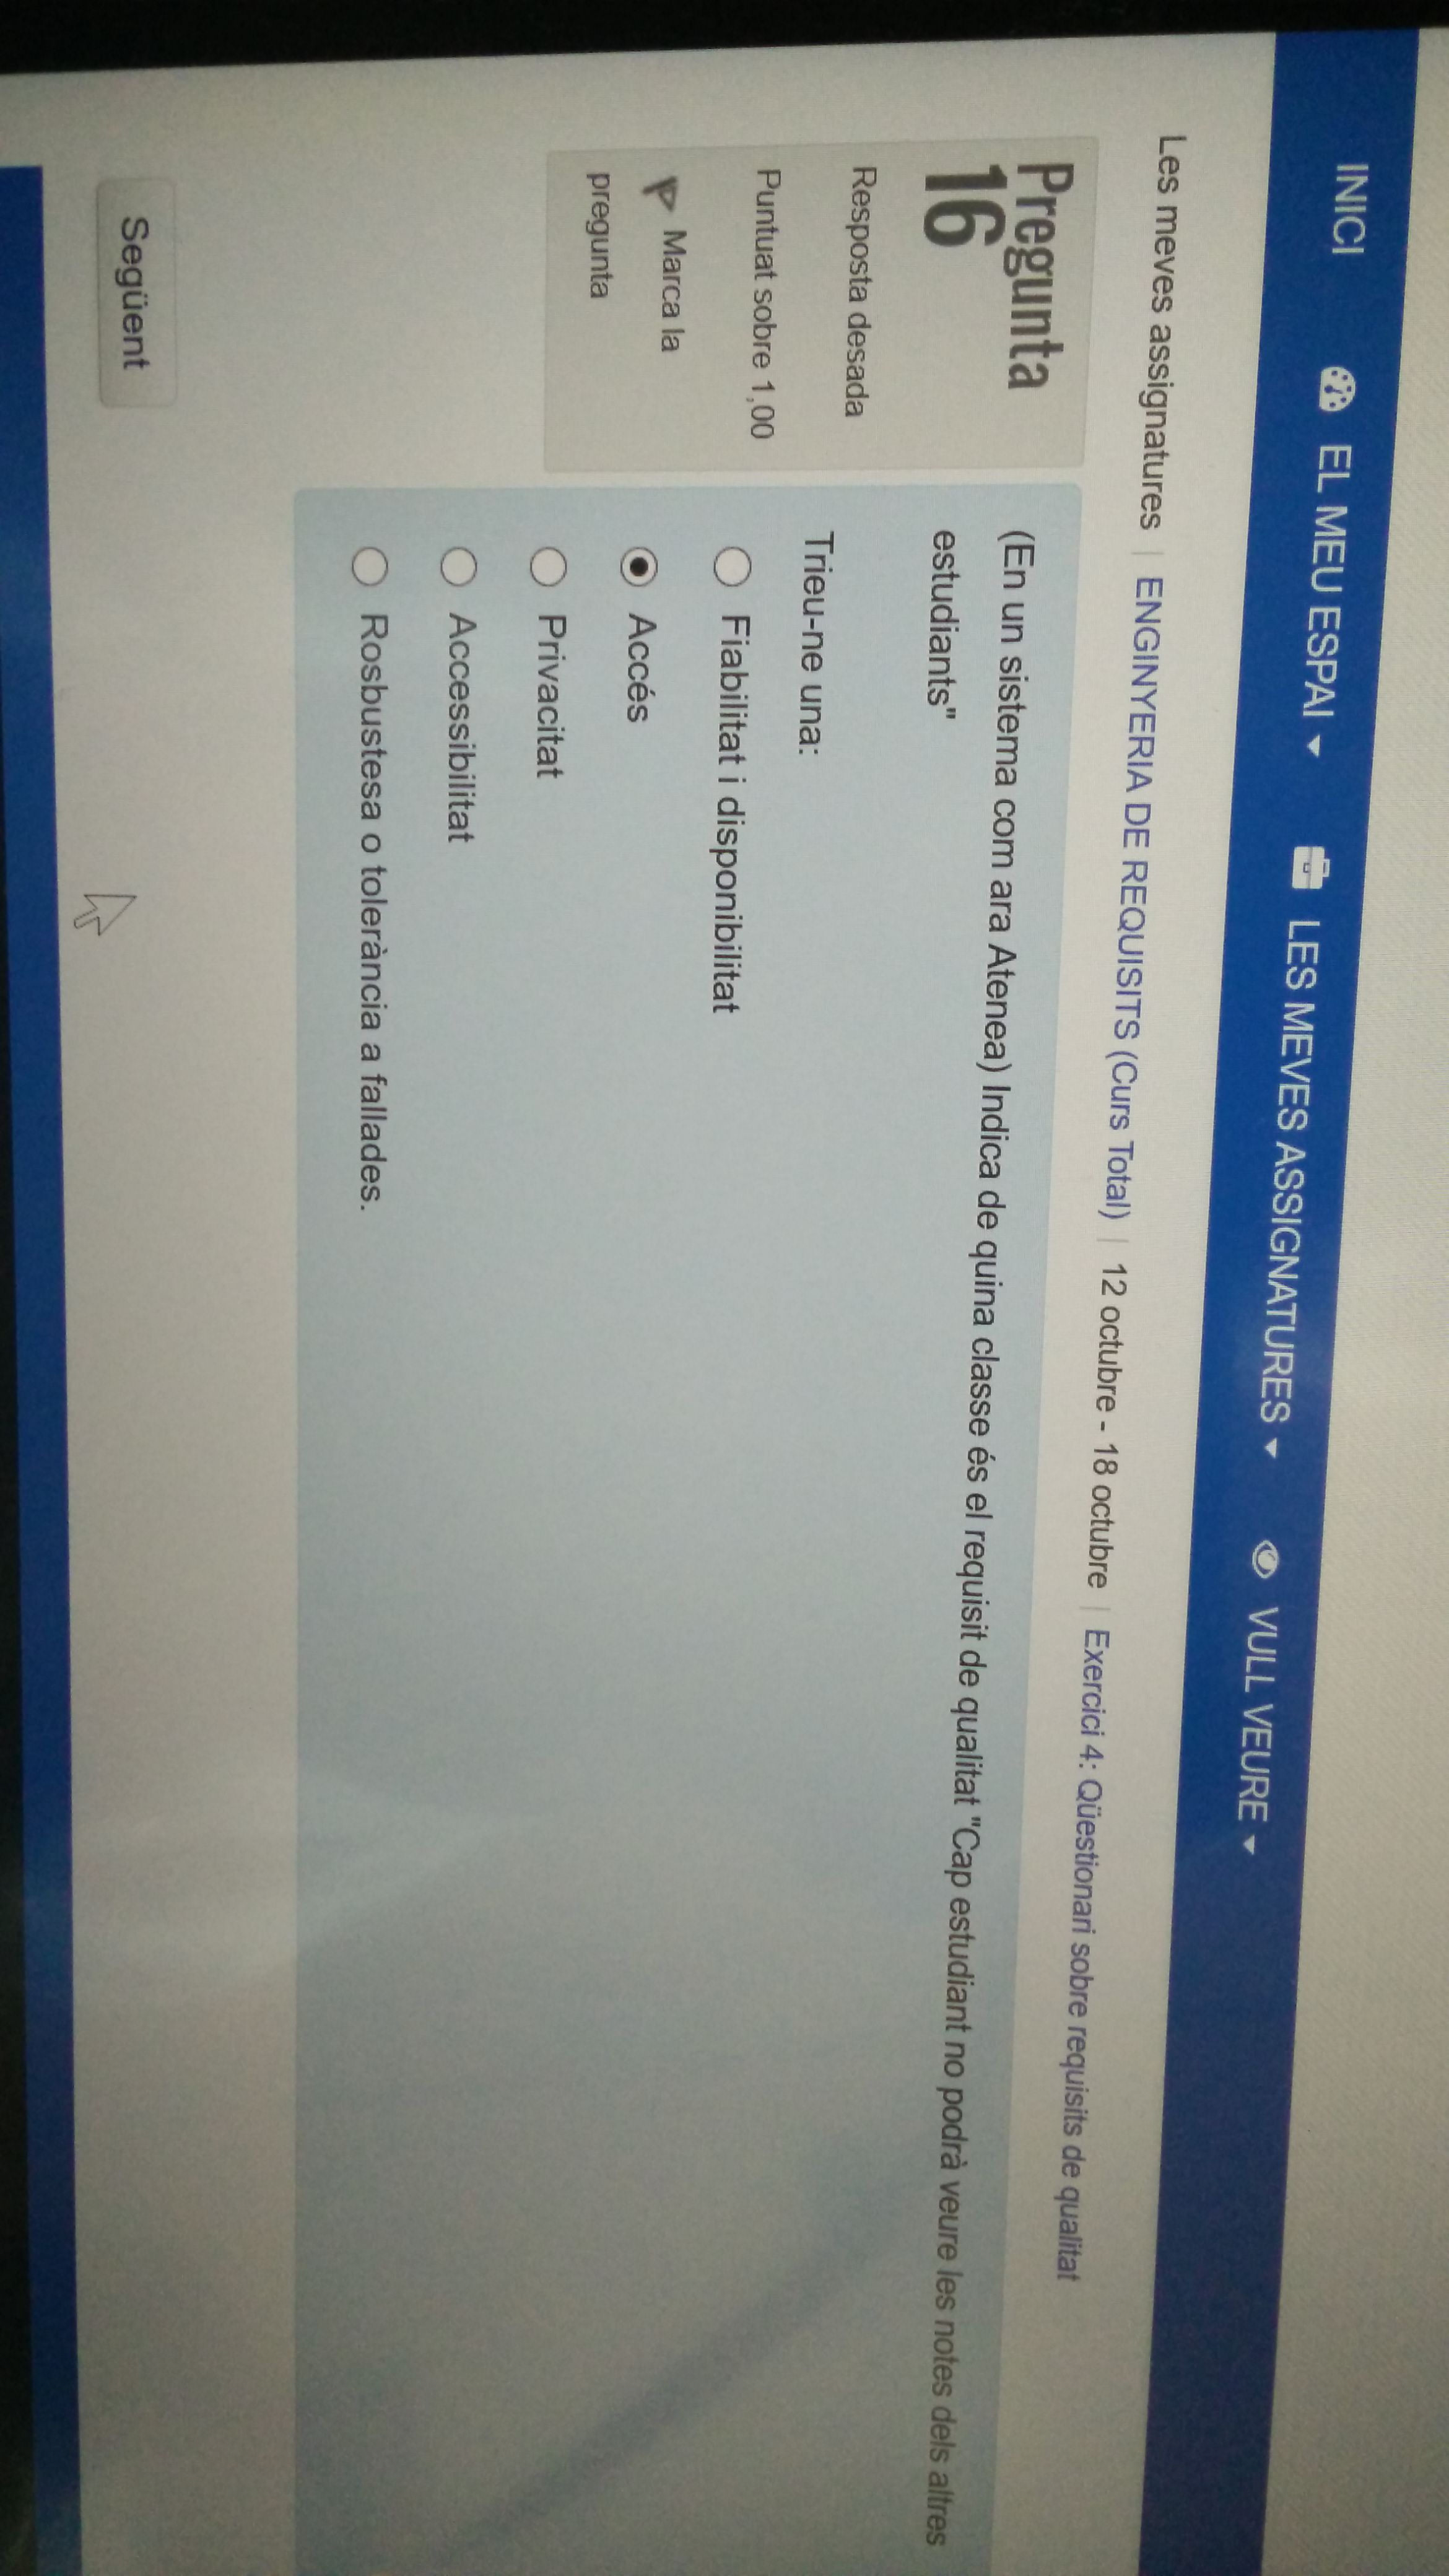 INICI EL MEU ESPAI LES MEVES ASSIGNATURES VULL VEURE
Les meves assignatures | ENGINYERIA DE REQUISITS (Curs Total) | 12 octubre - 18 octubre | Exercici 4: Qüestionari sobre requisits de qualitat
Pregunta
16
Resposta desada
Puntuat sobre 1,00
Marca la
pregunta
(En un sistema com ara Atenea) Indica de quina classe és el requisit de qualitat "Cap estudiant no podrà veure les notes dels altres
estudiants"
Trieu-ne una:
Fiabilitat i disponibilitat
Accés
Privacitat
Accessibilitat
Rosbustesa o tolerància a fallades.
Següent